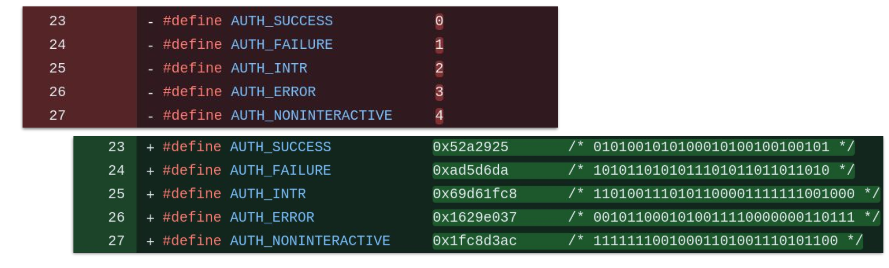 23 - #define AUTH_SUCCESS 0
24 - #define AUTH_FAILURE 1
25 - #define AUTH_INTR 2
26 - #define AUTH_ERROR 3
27 - #define AUTH_NONINTERACTIVE 4
23 + #define AUTH_SUCCESS 0x52a2925 /* 0101001010100010100100100101 */
24 + #define AUTH_FAILURE 0xad5d6da /* 1010110101011101011011011010 */
25 + #define AUTH_INTR 0x69d61fc8 /* 1101001110101100001111111001000 */
26 + #define AUTH_ERROR 0x1629e037 /* 0010110001010011110000000110111 */
27 + #define AUTH_NONINTERACTIVE 0x1fc8d3ac /* 11111110010001101001110101100 */